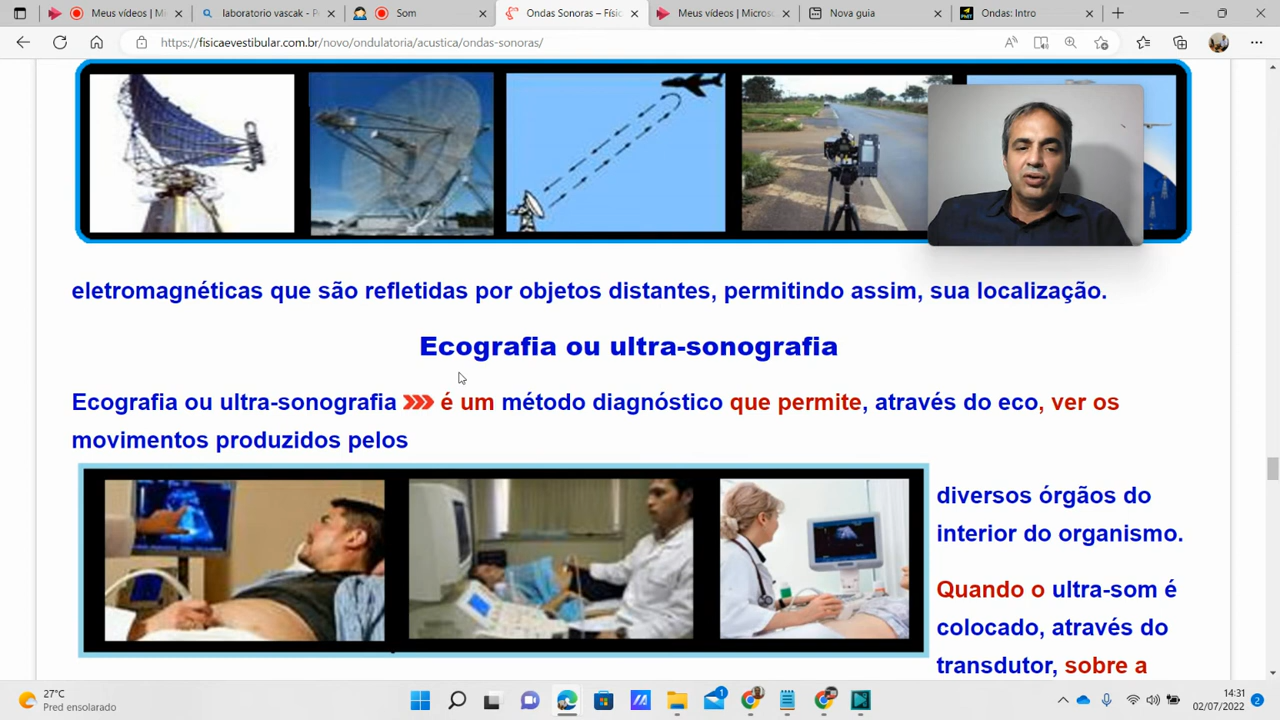 Meus vídeos | Mi
laboratorio vascak - P
Som
Ondas Sonoras – Físic
Meus vídeos | Micros
Nova guia
Ondas: Intro
https://fisicaevestibular.com.br/novo/ondulatoria/acustica/ondas-sonoras/
eletromagnéticas que são refletidas por objetos distantes, permitindo assim, sua localização.
Ecografia ou ultra-sonografia
Ecografia ou ultra-sonografia >>> é um método diagnóstico que permite, através do eco, ver os
movimentos produzidos pelos
diversos órgãos do
interior do organismo.
Quando o ultra-som é
colocado, através do
transdutor, sobre a
27°C
Pred ensolarado
1
14:31
02/07/2022
2